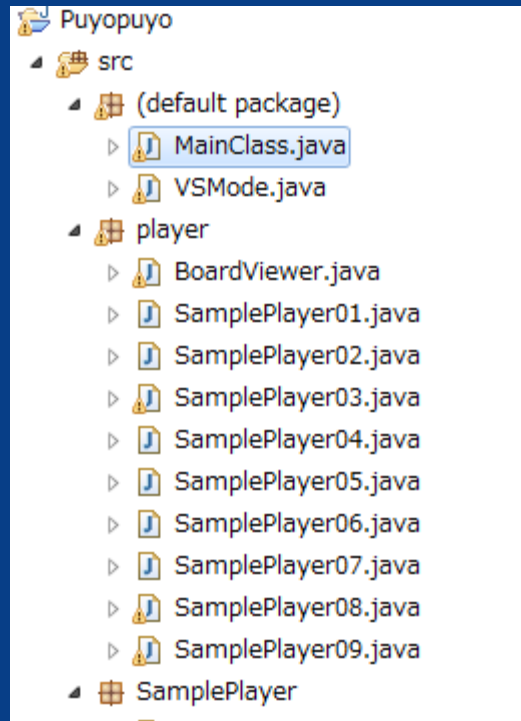 Puyopuyo
src
(default package)
MainClass.java
VSMode.java
player
BoardViewer.java
SamplePlayer01.java
SamplePlayer02.java
SamplePlayer03.java
SamplePlayer04.java
SamplePlayer05.java
SamplePlayer06.java
SamplePlayer07.java
SamplePlayer08.java
SamplePlayer09.java
SamplePlayer